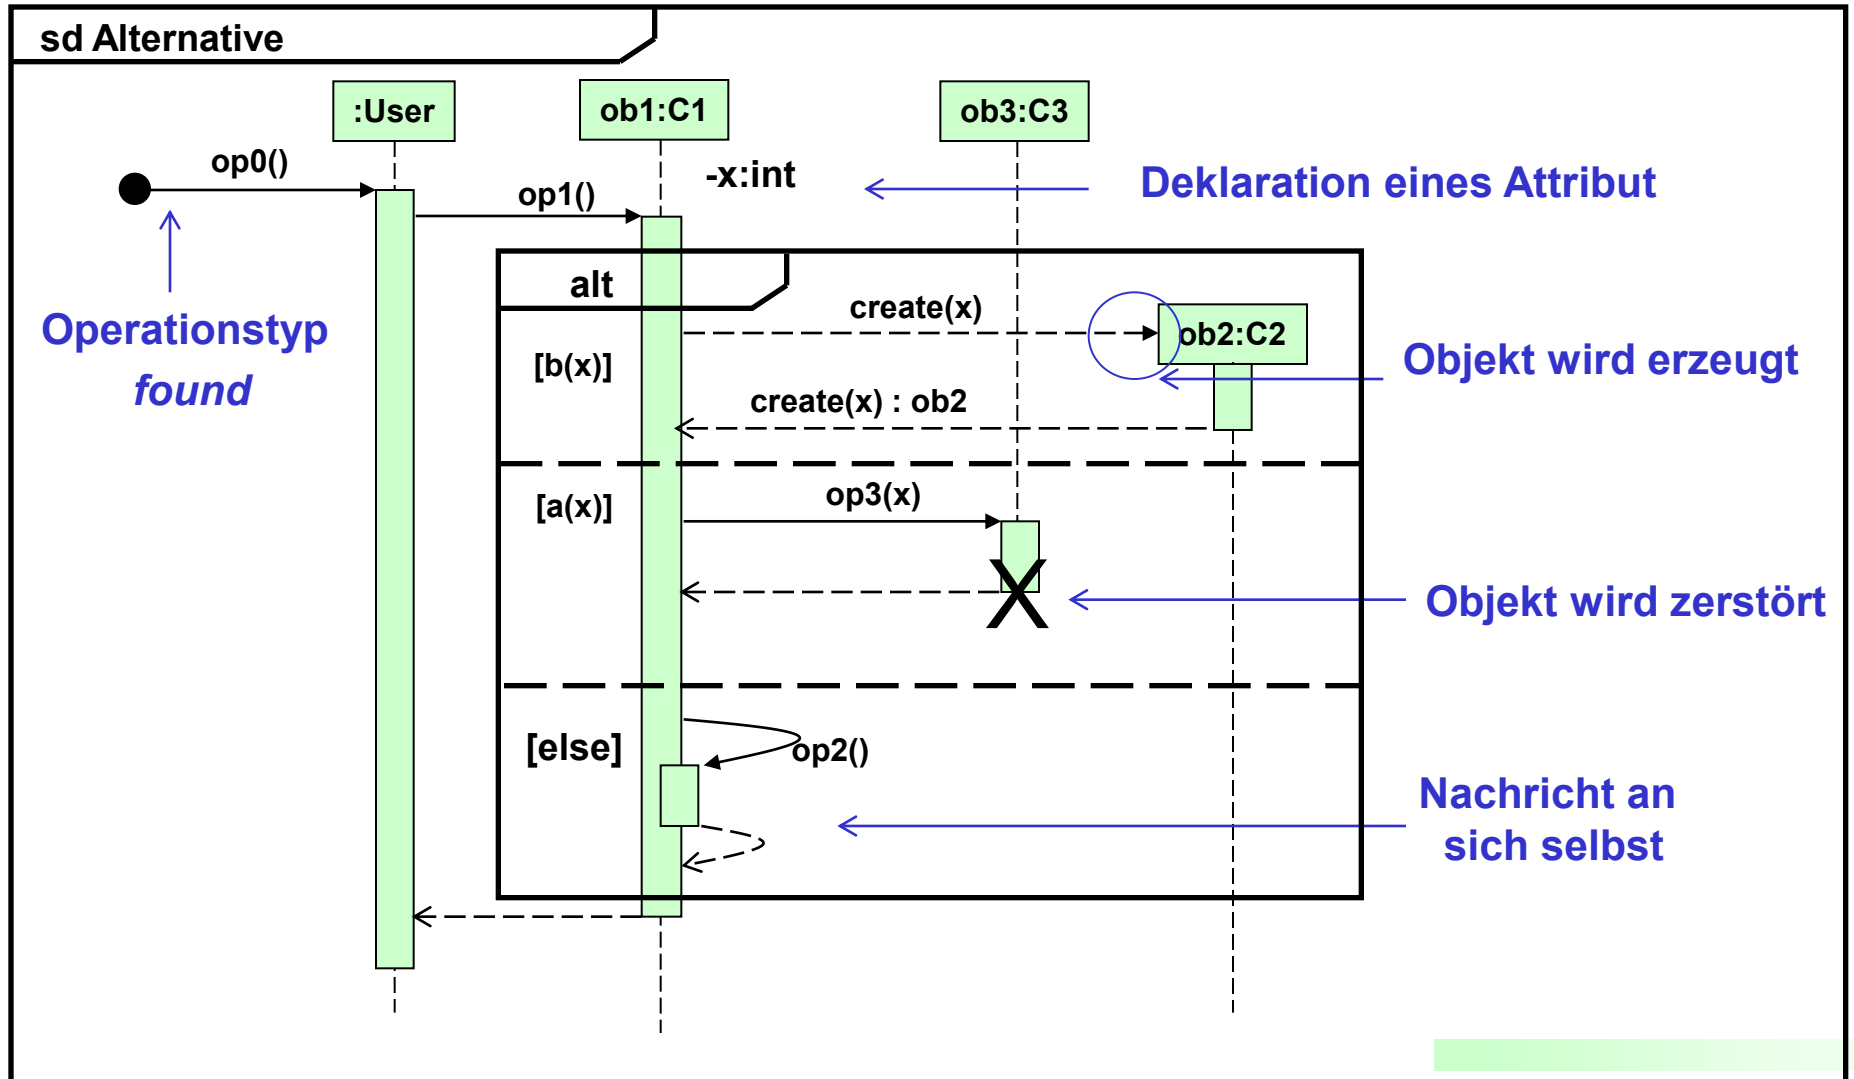 sd Alternative
:User
ob1:C1
ob3:C3
op0()
op1()
-x:int
Deklaration eines Attribut
alt
create(x)
ob2:C2
Operationstyp
found
[b(x)]
Objekt wird erzeugt
create(x) : ob2
[a(x)]
op3(x)
X
Objekt wird zerstört
[else]
op2()
Nachricht an
sich selbst